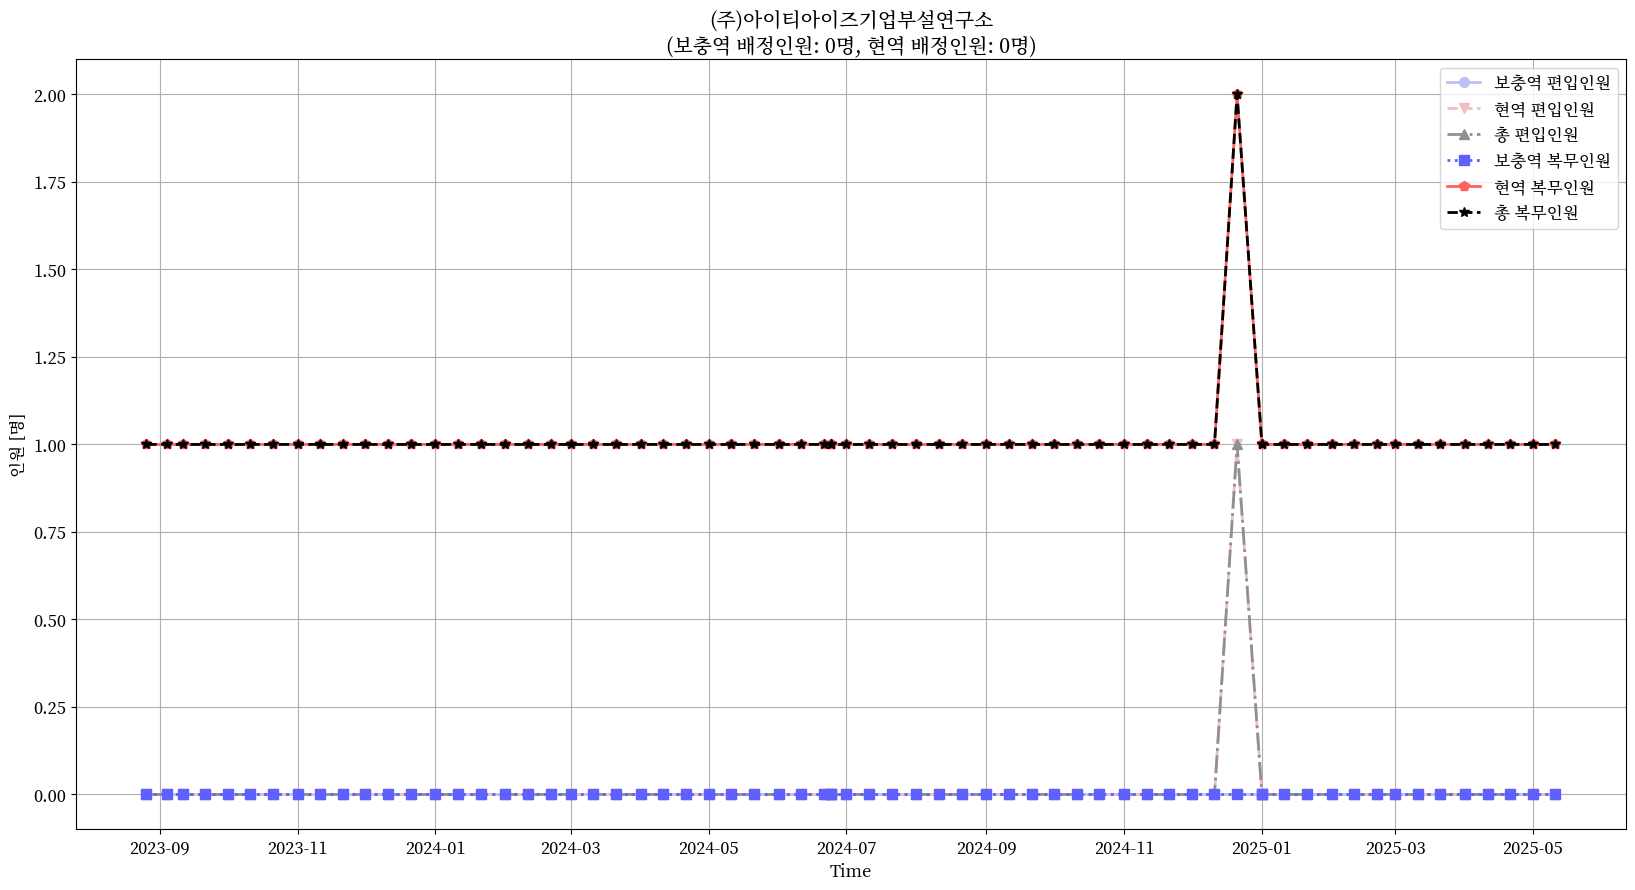 (주)아이티아이즈기업부설연구소
(보충역 배정인원: 0명, 현역 배정인원: 0명)
보충역 편입인원
현역 편입인원
총 편입인원
보충역 복무인원
현역 복무인원
총 복무인원
2.00
1.75
1.50
1.25
1.00
0.75
0.50
0.25
0.00
인원 [명]
2023-09 2023-11 2024-01 2024-03 2024-05 2024-07 2024-09 2024-11 2025-01 2025-03 2025-05
Time